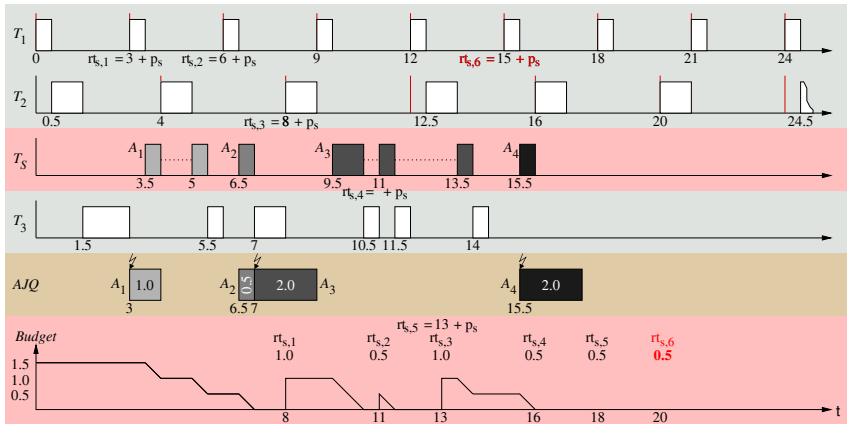 T1
0 3 6 9 12 15 18 21 24
rts,1 = 3 + ps rts,2 = 6 + ps rts,6 = 15 + ps
T2
0.5 4 8 12.5 16 20 24.5
rts,3 = 8 + ps
TS
A1 A2 A3 A4
3.5 5 6.5 9.5 11 13.5 15.5
rts,4 = + ps
T3
1.5 5.5 7 10.5 11.5 14
AJQ
A1 1.0 A2 0.5 2.0 A3 A4 2.0
3 6.5 7 15.5
rts,5 = 13 + ps
Budget
rts,1 rts,2 rts,3 rts,4 rts,5 rts,6
1.0 0.5 1.0 0.5 0.5 0.5
1.5
1.0
0.5
t
8 11 13 16 18 20